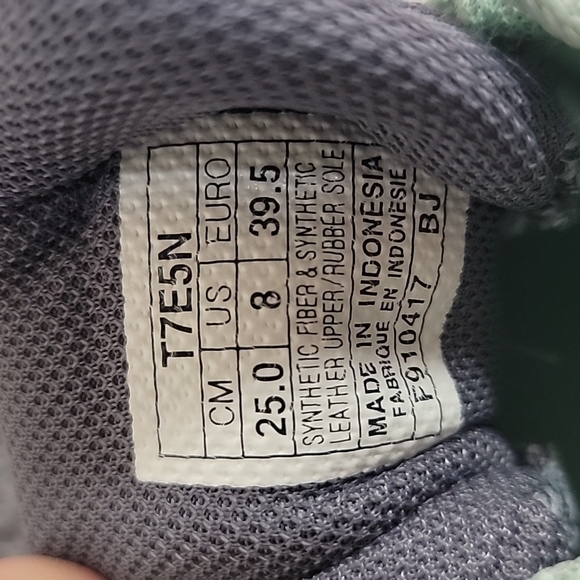 T7E5N
CM US EURO
25.0 8 39.5
SYNTHETIC FIBER & SYNTHETIC
LEATHER UPPER/RUBBER SOLE
MADE IN INDONESIA
FABRIQUE EN INDONÉSIE
F910417 BJ